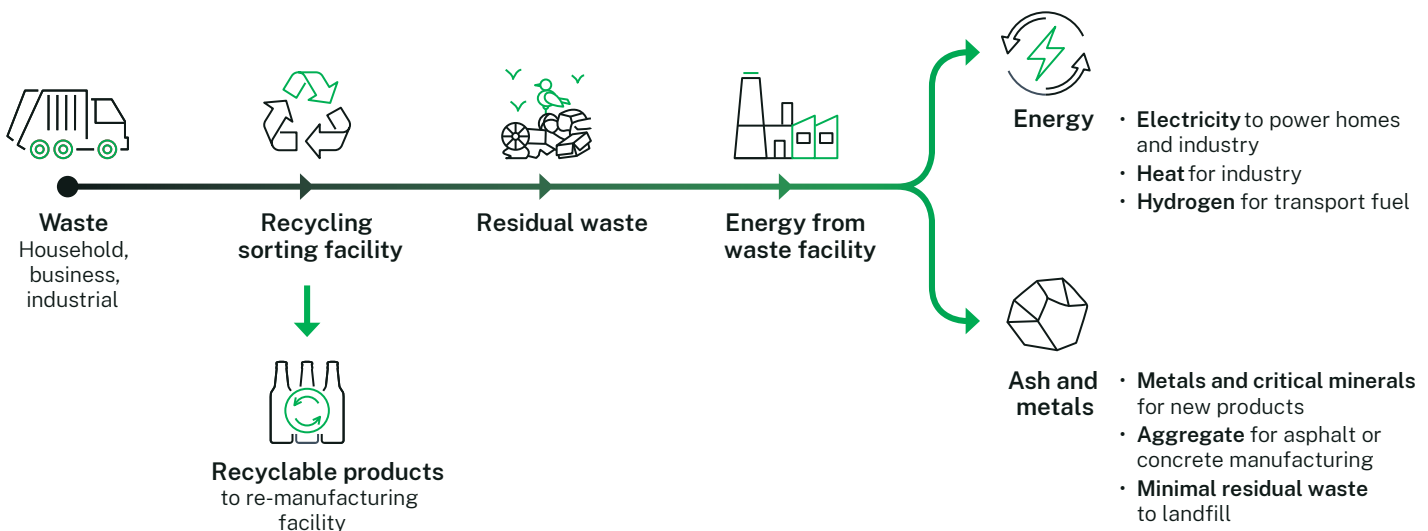 Waste
Household,
business,
industrial
Recycling
sorting facility
Recyclable products
to re-manufacturing
facility
Residual waste
Energy from
waste facility
Energy
• Electricity to power homes
and industry
• Heat for industry
• Hydrogen for transport fuel
Ash and
metals
• Metals and critical minerals
for new products
• Aggregate for asphalt or
concrete manufacturing
• Minimal residual waste
to landfill